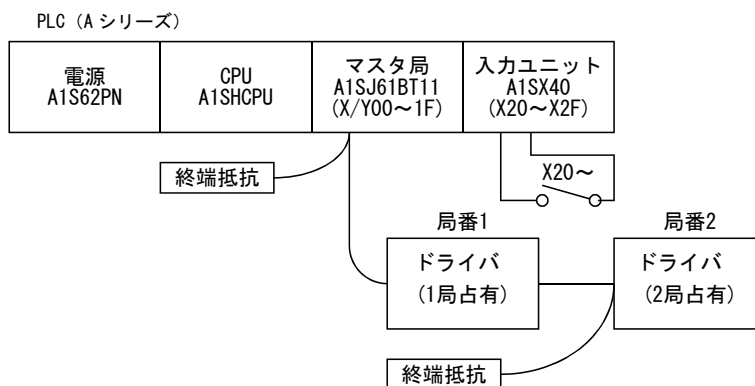 PLC（A シリーズ）
電源
A1S62PN
CPU
A1SHCPU
マスタ局
A1SJ61BT11
(X/Y00～1F)
入力ユニット
A1SX40
(X20～X2F)
終端抵抗
X20～
局番1
ドライバ
(1局占有)
局番2
ドライバ
(2局占有)
終端抵抗